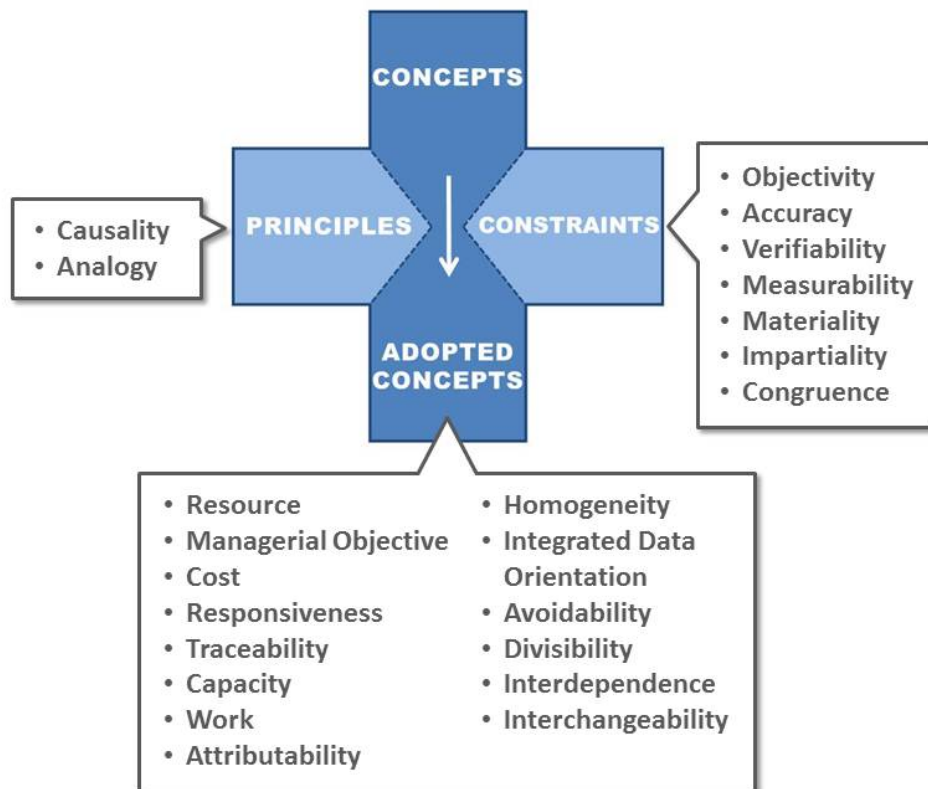 CONCEPTS
PRINCIPLES
CONSTRAINTS
• Causality
• Analogy
• Objectivity
• Accuracy
• Verifiability
• Measurability
• Materiality
• Impartiality
• Congruence
ADOPTED
CONCEPTS
• Resource
• Managerial Objective
• Cost
• Responsiveness
• Traceability
• Capacity
• Work
• Attributability
• Homogeneity
• Integrated Data
Orientation
• Avoidability
• Divisibility
• Interdependence
• Interchangeability